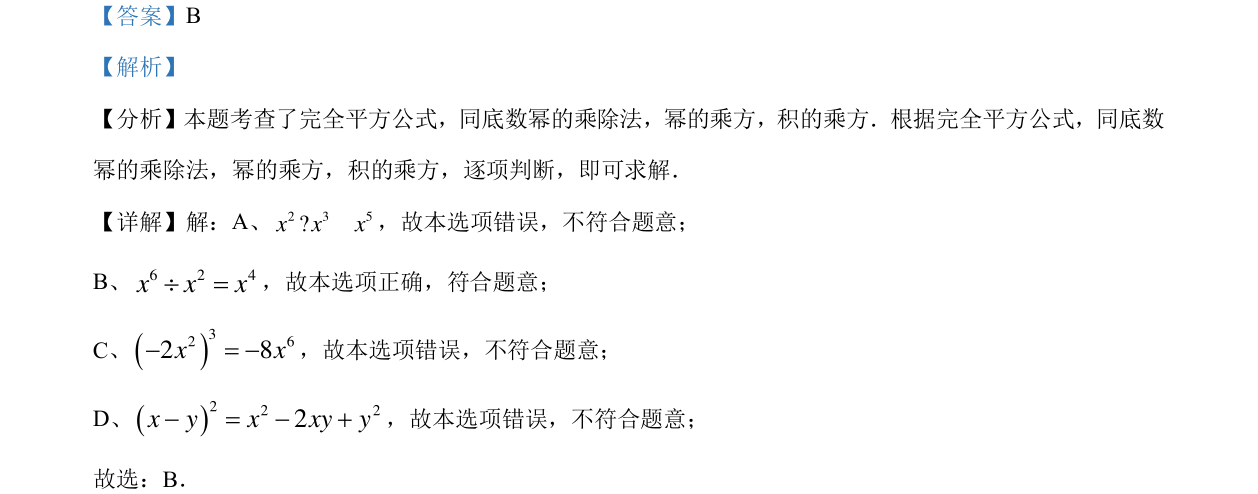 【答案】B
【解析】
【分析】本题考查了完全平方公式，同底数幂的乘除法，幂的乘方，积的乘方．根据完全平方公式，同底数
幂的乘除法，幂的乘方，积的乘方，逐项判断，即可求解．
【详解】解：A、x²?x³ x⁵，故本选项错误，不符合题意；
B、x⁶÷x²=x⁴，故本选项正确，符合题意；
C、(−2x²)³=−8x⁶，故本选项错误，不符合题意；
D、(x−y)²=x²−2xy+y²，故本选项错误，不符合题意；
故选：B．